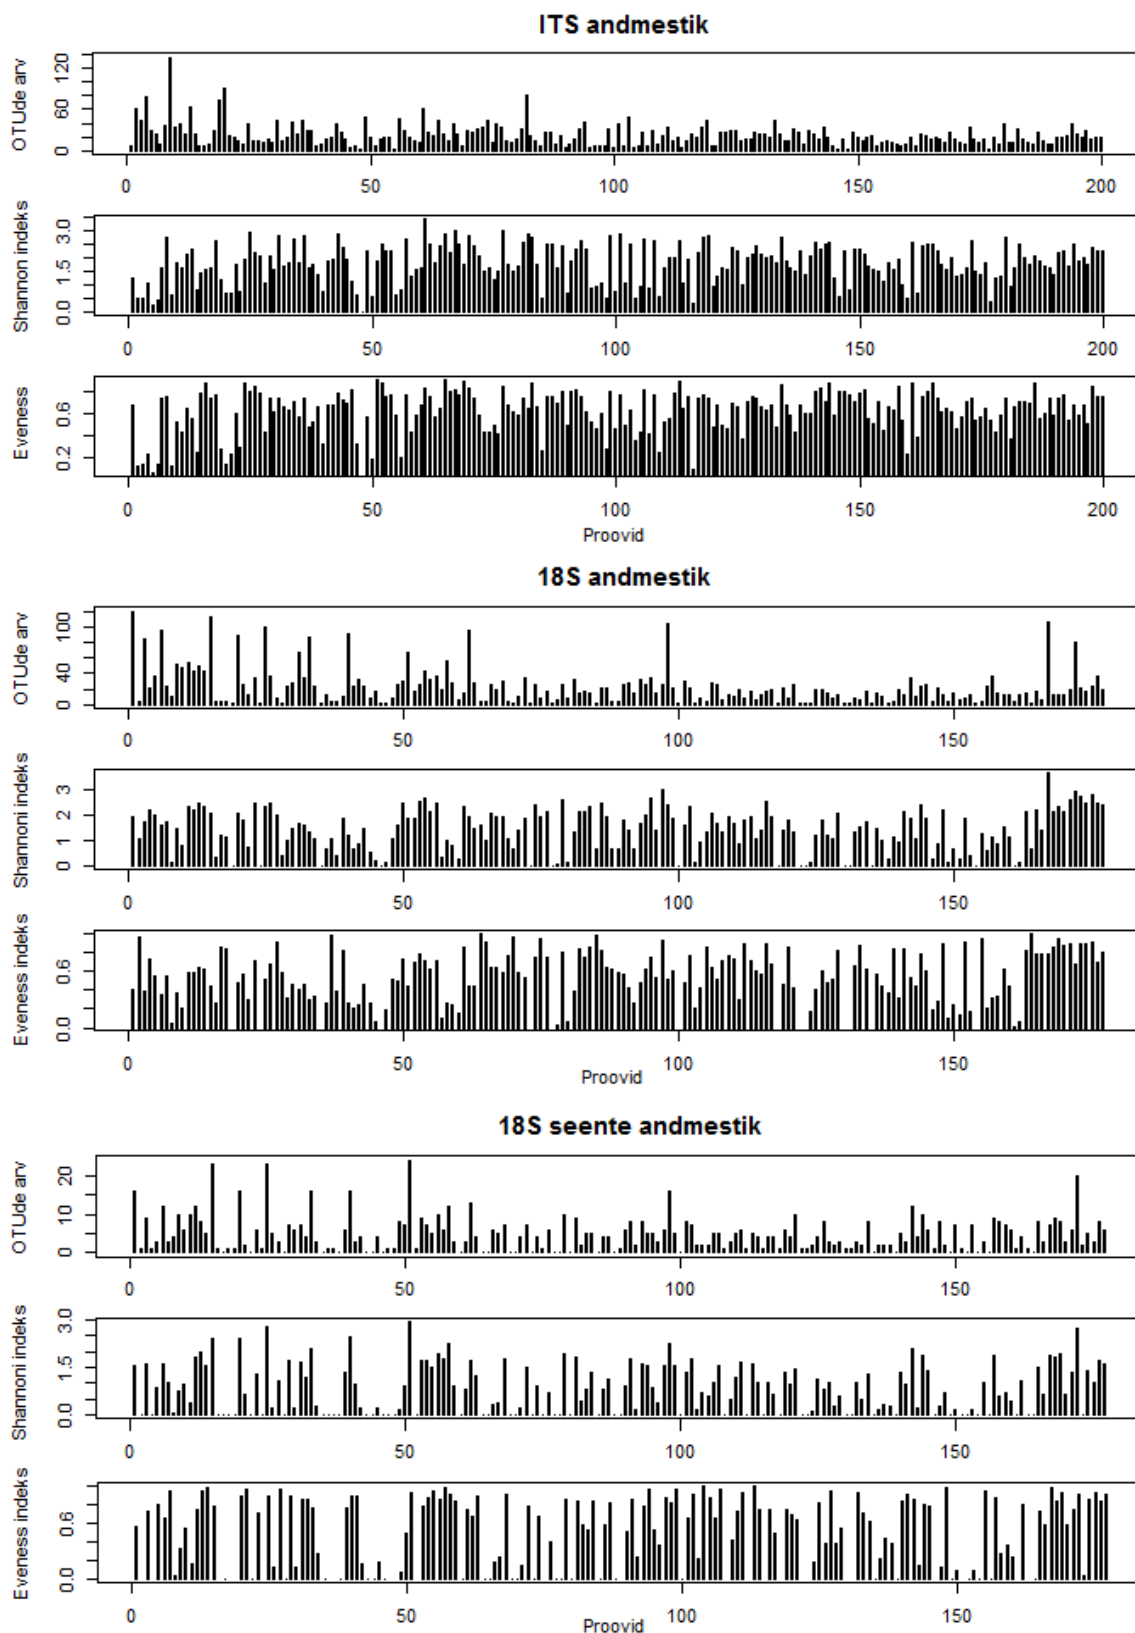 ITS andmestik
OTUde arv
0 60 120
0 50 100 150 200
Shannon indeks
0.0 1.5 3.0
0 50 100 150 200
Eveness
0.2 0.6
0 50 100 150 200
Proovid
18S andmestik
OTUde arv
0 40 100
0 50 100 150
Shannoni indeks
0 1 2 3
0 50 100 150
Eveness indeks
0.0 0.6
0 50 100 150
Proovid
18S seente andmestik
OTUde arv
0 10 20
0 50 100 150
Shannoni indeks
0.0 1.5 3.0
0 50 100 150
Eveness indeks
0.0 0.6
0 50 100 150
Proovid